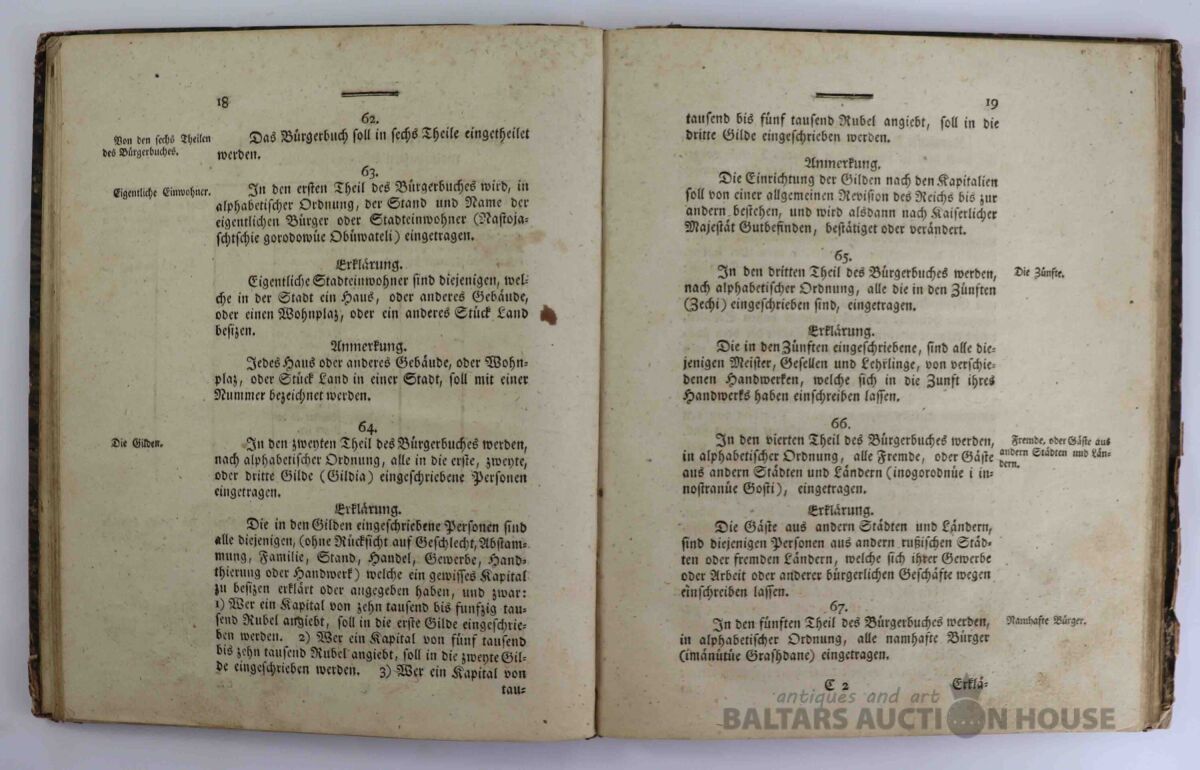 18
62.
Von den sechs Theilen
des Bürgerbuches.
Das Bürgerbuch soll in sechs Theile eingetheilet
werden.
63.
Eigentliche Einwohner.
In den ersten Theil des Bürgerbuches wird, in
alphabetischer Ordnung, der Stand und Name der
eigentlichen Bürger oder Stadteinwohner (Nastoja-
schtschie gorodowüe Obüwateli) eingetragen.
Erklärung.
Eigentliche Stadteinwohner sind diejenigen, wel-
che in der Stadt ein Haus, oder anderes Gebäude,
oder einen Wohnplaz, oder ein anderes Stück Land
besizen.
Anmerkung.
Jedes Haus oder anderes Gebäude, oder Wohn-
plaz, oder Stück Land in einer Stadt, soll mit einer
Nummer bezeichnet werden.
64.
Die Gilden.
In den zweyten Theil des Bürgerbuches werden,
nach alphabetischer Ordnung, alle in die erste, zweyte,
oder dritte Gilde (Gildia) eingeschriebene Personen
eingetragen.
Erklärung.
Die in den Gilden eingeschriebene Personen sind
alle diejenigen, (ohne Rücksicht auf Geschlecht, Abstam-
mung, Familie, Stand, Handel, Gewerbe, Hand-
thierung oder Handwerk) welche ein gewisses Kapital
zu besizen erklärt oder angegeben haben, und zwar:
1) Wer ein Kapital von zehn tausend bis funfzig tau-
send Rubel angiebt, soll in die erste Gilde eingeschrie-
ben werden. 2) Wer ein Kapital von fünf tausend
bis zehn tausend Rubel angiebt, soll in die zweyte Gil-
de eingeschrieben werden. 3) Wer ein Kapital von
tau-
19
tausend bis fünf tausend Rubel angiebt, soll in die
dritte Gilde eingeschrieben werden.
Anmerkung.
Die Einrichtung der Gilden nach den Kapitalien
soll von einer allgemeinen Revision des Reichs bis zur
andern bestehen, und wird alsdann nach Kaiserlicher
Majestät Gutbefinden, bestätiget oder verändert.
65.
In den dritten Theil des Bürgerbuches werden,
nach alphabetischer Ordnung, alle die in den Zünften
(Zechi) eingeschrieben sind, eingetragen.
Die Zünfte.
Erklärung.
Die in den Zünften eingeschriebene, sind alle die-
jenigen Meister, Gesellen und Lehrlinge, von verschie-
denen Handwerken, welche sich in die Zunft ihres
Handwerks haben einschreiben lassen.
66.
In den vierten Theil des Bürgerbuches werden,
in alphabetischer Ordnung, alle Fremde, oder Gäste
aus andern Städten und Ländern (inogorodnüe i in-
nostranüe Gosti), eingetragen.
Fremde, oder Gäste aus
andern Städten und Län-
dern.
Erklärung.
Die Gäste aus andern Städten und Ländern,
sind diejenigen Personen aus andern rußischen Städ-
ten oder fremden Ländern, welche sich ihrer Gewerbe
oder Arbeit oder anderer bürgerlichen Geschäfte wegen
einschreiben lassen.
67.
In den fünften Theil des Bürgerbuches werden,
in alphabetischer Ordnung, alle namhafte Bürger
(imänütüe Grashdane) eingetragen.
Namhafte Bürger.
C 2
Erklä-
antiques and art
BALTARS AUCTION HOUSE